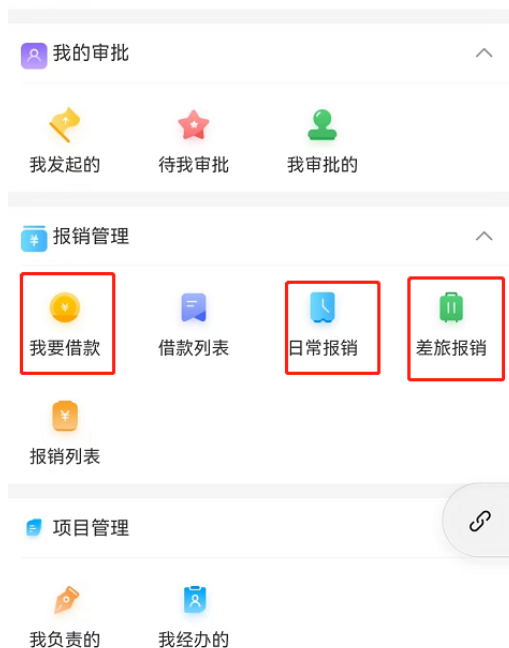 我的审批
我发起的 待我审批 我审批的
报销管理
我要借款 借款列表 日常报销 差旅报销
报销列表
项目管理
我负责的 我经办的